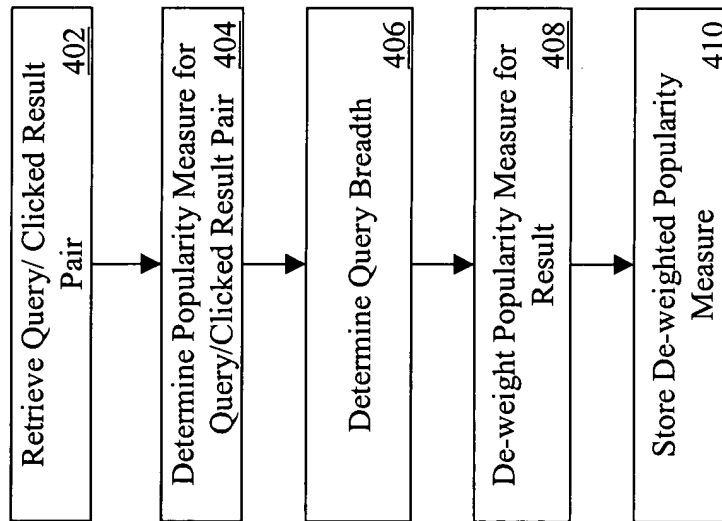 Retrieve Query/ Clicked Result
Pair
402
Determine Popularity Measure for
Query/Clicked Result Pair
404
Determine Query Breadth
406
De-weight Popularity Measure for
Result
408
Store De-weighted Popularity
Measure
410